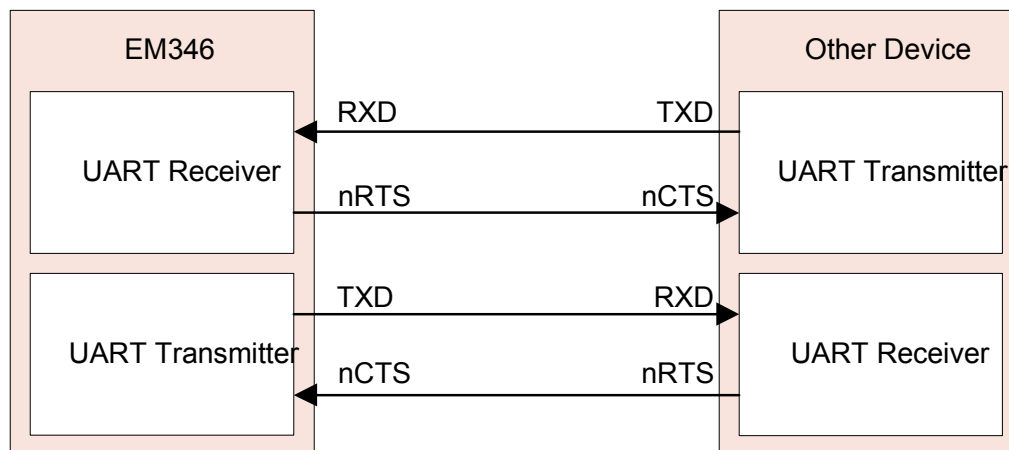 EM346
Other Device
RXD
TXD
UART Receiver
UART Transmitter
nRTS
nCTS
TXD
RXD
UART Transmitter
UART Receiver
nCTS
nRTS